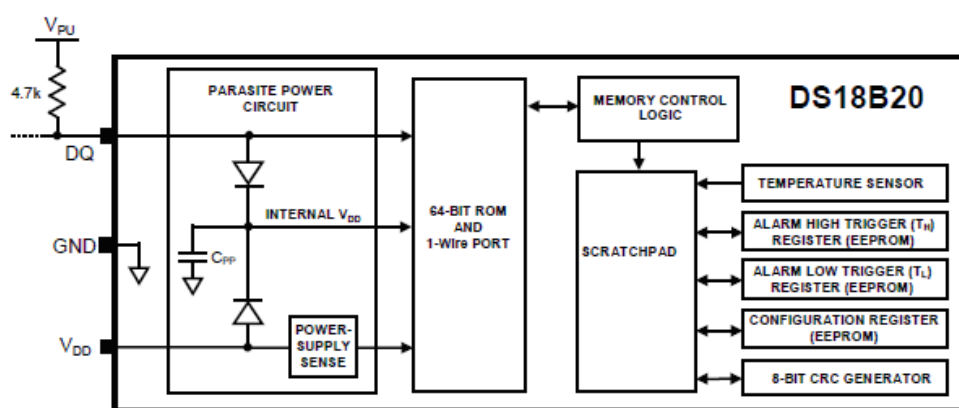 VPU
4.7k
DQ
GND
VDD
PARASITE POWER
CIRCUIT
INTERNAL VDD
CPP
POWER-
SUPPLY
SENSE
64-BIT ROM
AND
1-Wire PORT
MEMORY CONTROL
LOGIC
SCRATCHPAD
DS18B20
TEMPERATURE SENSOR
ALARM HIGH TRIGGER (TH)
REGISTER (EEPROM)
ALARM LOW TRIGGER (TL)
REGISTER (EEPROM)
CONFIGURATION REGISTER
(EEPROM)
8-BIT CRC GENERATOR